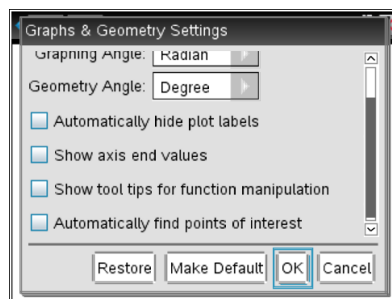 Graphs & Geometry Settings
Graphing Angle: Radian
Geometry Angle: Degree
Automatically hide plot labels
Show axis end values
Show tool tips for function manipulation
Automatically find points of interest
Restore Make Default OK Cancel